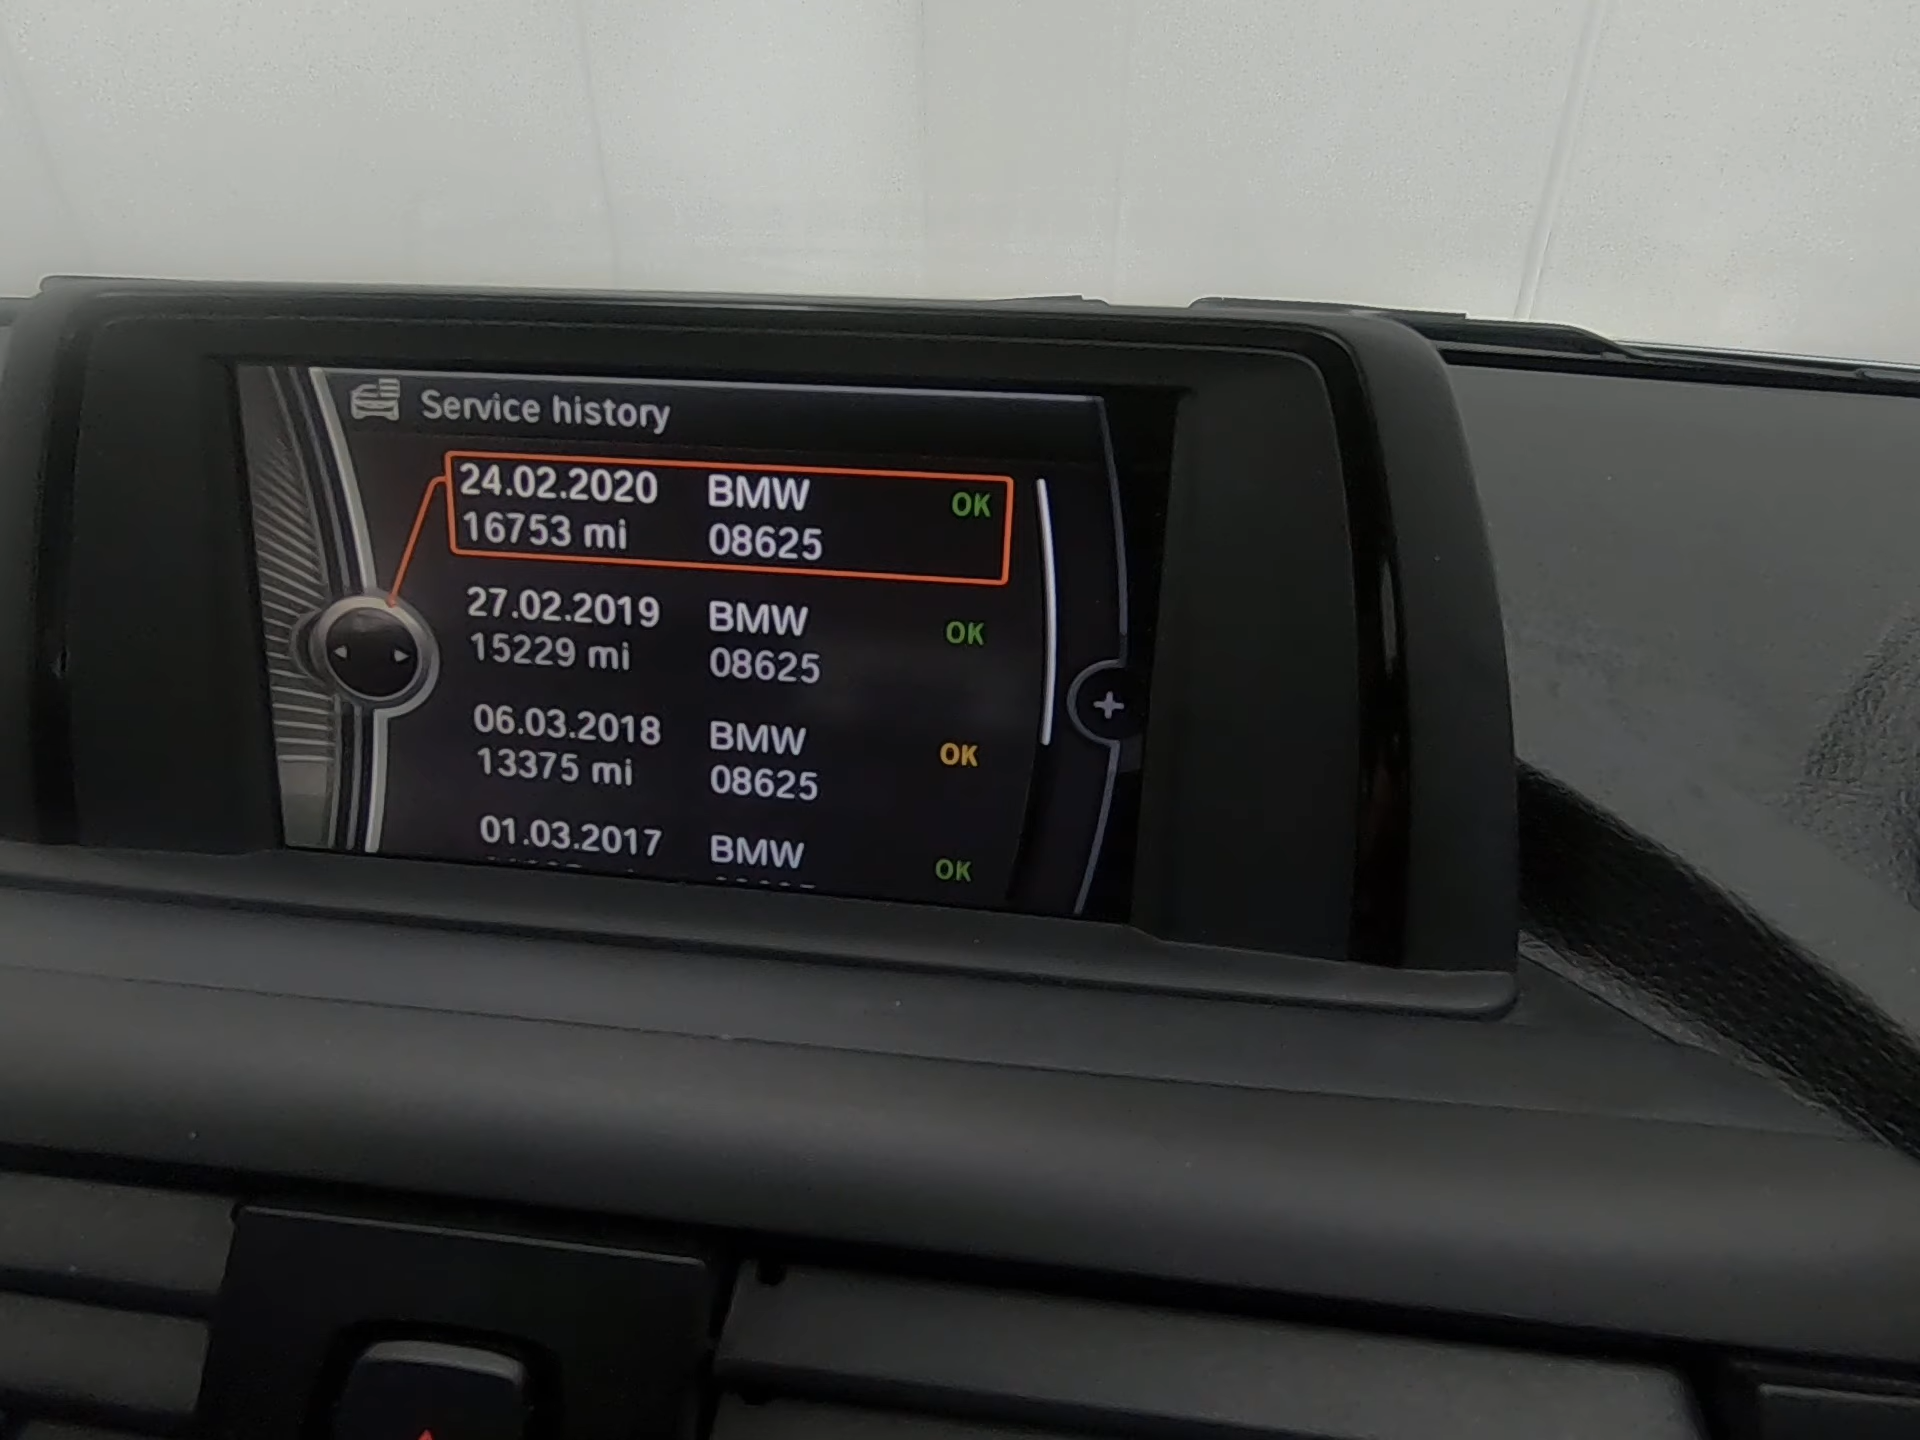 Service history
24.02.2020 BMW OK
16753 mi 08625
27.02.2019 BMW OK
15229 mi 08625
06.03.2018 BMW OK
13375 mi 08625
01.03.2017 BMW OK